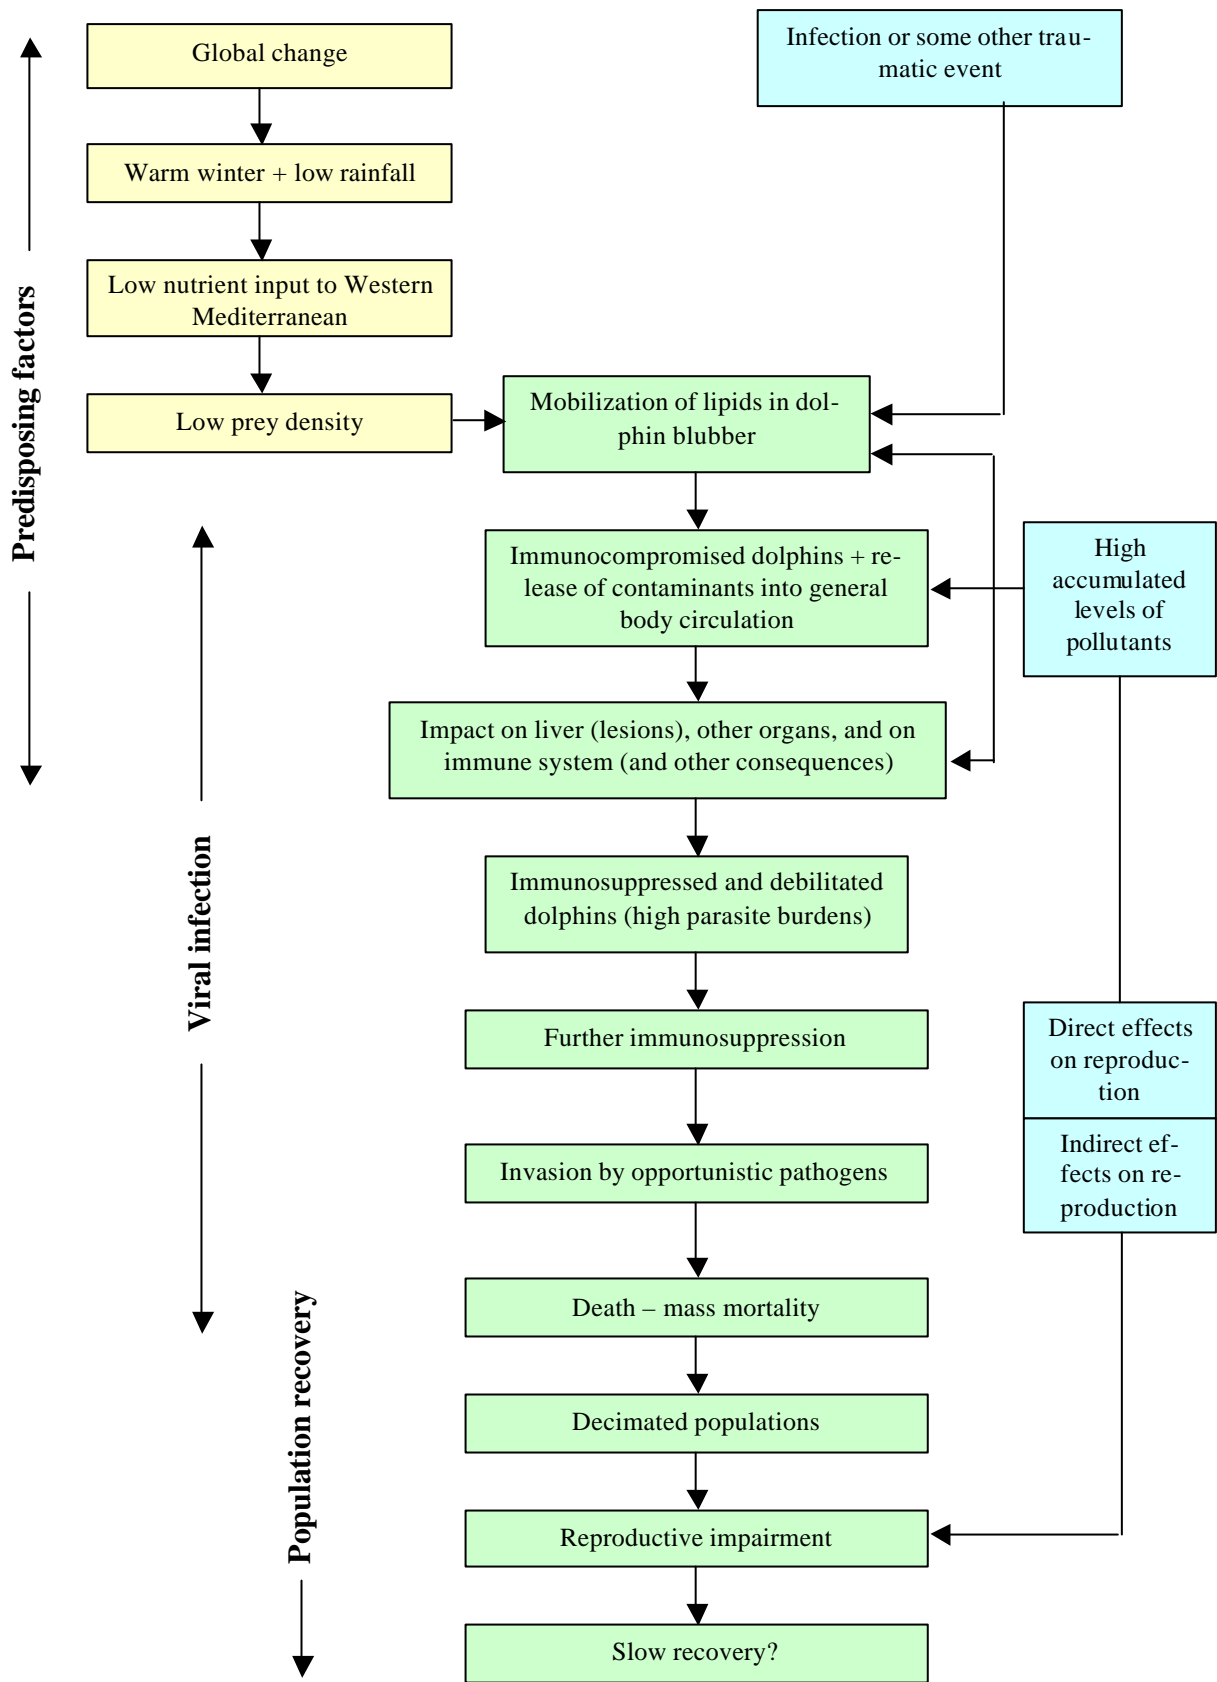 Global change
Infection or some other trau-
matic event
Warm winter + low rainfall
Low nutrient input to Western
Mediterranean
Low prey density
Mobilization of lipids in dol-
phin blubber
Predisposing factors
Immunocompromised dolphins + re-
lease of contaminants into general
body circulation
High
accumulated
levels of
pollutants
Impact on liver (lesions), other organs, and on
immune system (and other consequences)
Viral infection
Immunosuppressed and debilitated
dolphins (high parasite burdens)
Further immunosuppression
Direct effects
on reproduc-
tion
Indirect ef-
fects on re-
production
Invasion by opportunistic pathogens
Death – mass mortality
Population recovery
Decimated populations
Reproductive impairment
Slow recovery?